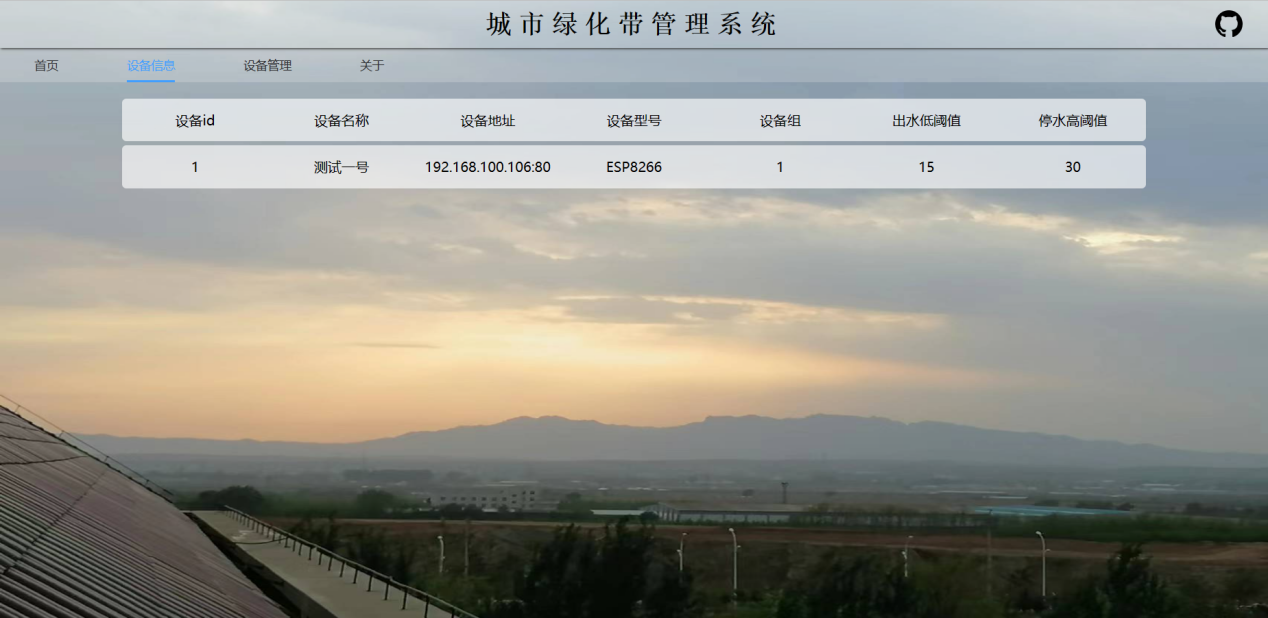 城市绿化带管理系统
首页 设备信息 设备管理 关于
设备id 设备名称 设备地址 设备型号 设备组 出水低阈值 停水高阈值
1 测试一号 192.168.100.106:80 ESP8266 1 15 30